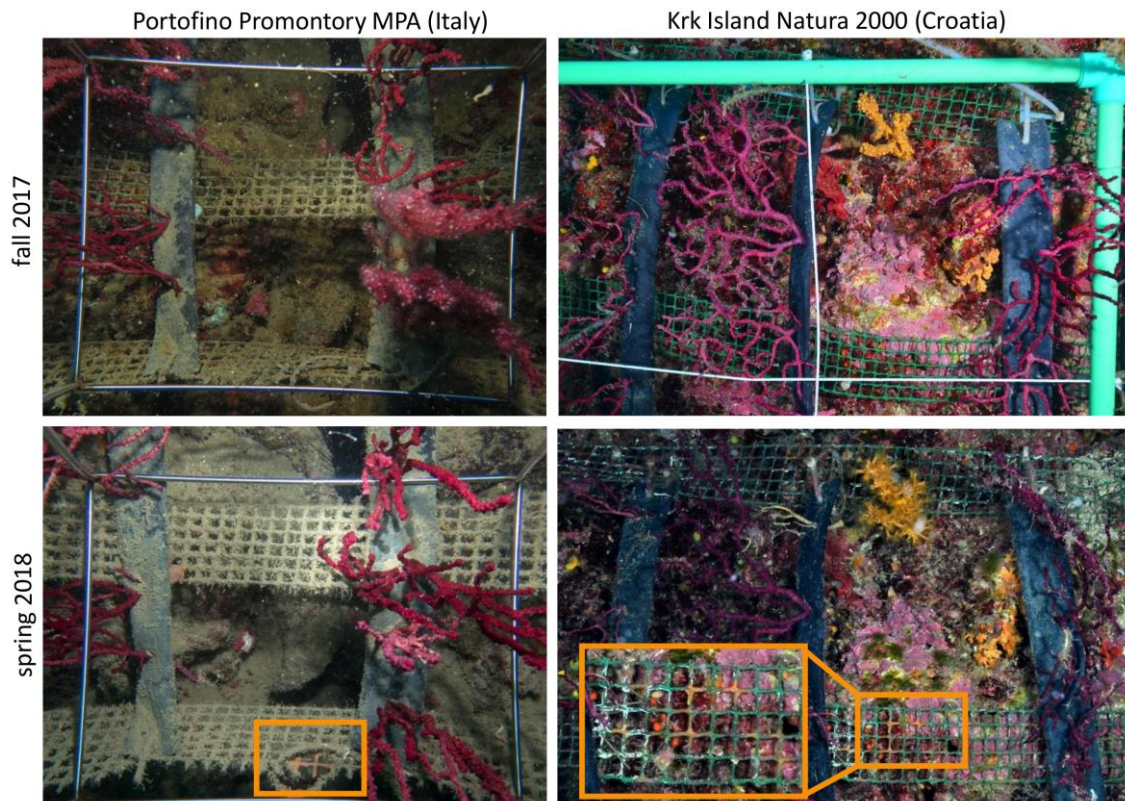 Portofino Promontory MPA (Italy)
Krk Island Natura 2000 (Croatia)
fall 2017
spring 2018